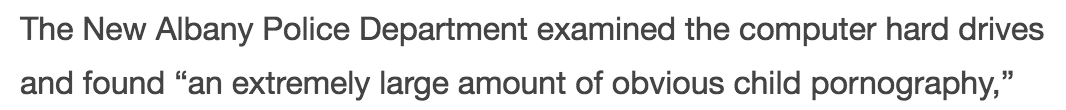 The New Albany Police Department examined the computer hard drives
and found “an extremely large amount of obvious child pornography,”